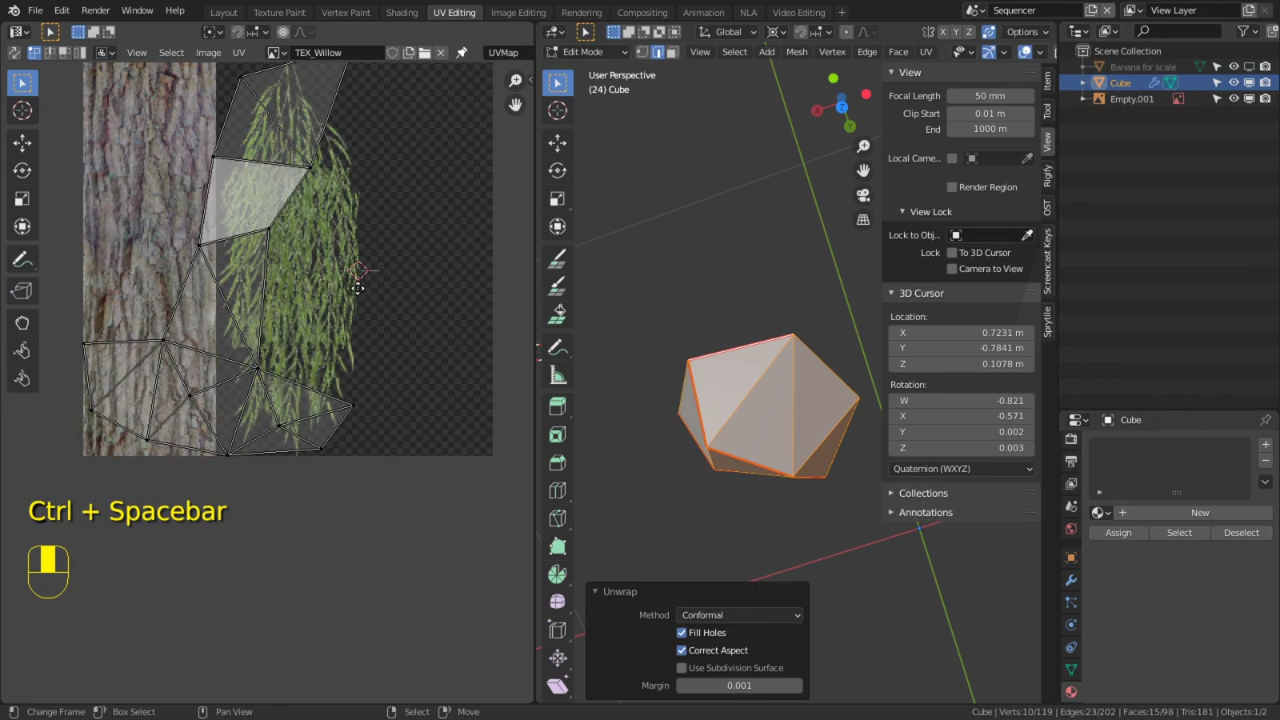 File Edit Render Window Help Layout Texture Paint Vertex Paint Shading UV Editing Image Editing Rendering Compositing Animation NLA Video Editing + Sequencer View Layer
Global Options
View Select Image UV TEX_Willow UVMap
Edit Mode View Select Add Mesh Vertex Edge Face UV
Scene Collection
Banana for scale
Cube
Empty.001
User Perspective
(24) Cube
X
Y
Z
View
Focal Length 50 mm
Clip Start 0.01 m
End 1000 m
Local Came..
Render Region
View Lock
Lock to Obj..
Lock To 3D Cursor
Camera to View
3D Cursor
Location:
X 0.7231 m
Y -0.7841 m
Z 0.1078 m
Rotation:
W -0.821
X -0.571
Y 0.002
Z 0.003
Quaternion (WXYZ)
Collections
Annotations
Item
Tool
View
Rigify
OST
Screencast Keys
Sprytile
Cube
New
Assign Select Deselect
Ctrl + Spacebar
Unwrap
Method Conformal
Fill Holes
Correct Aspect
Use Subdivision Surface
Margin 0.001
Change Frame Box Select Pan View Select Move Cube | Verts:10/119 | Edges:23/202 | Faces:15/98 | Tris:181 | Objects:1/2